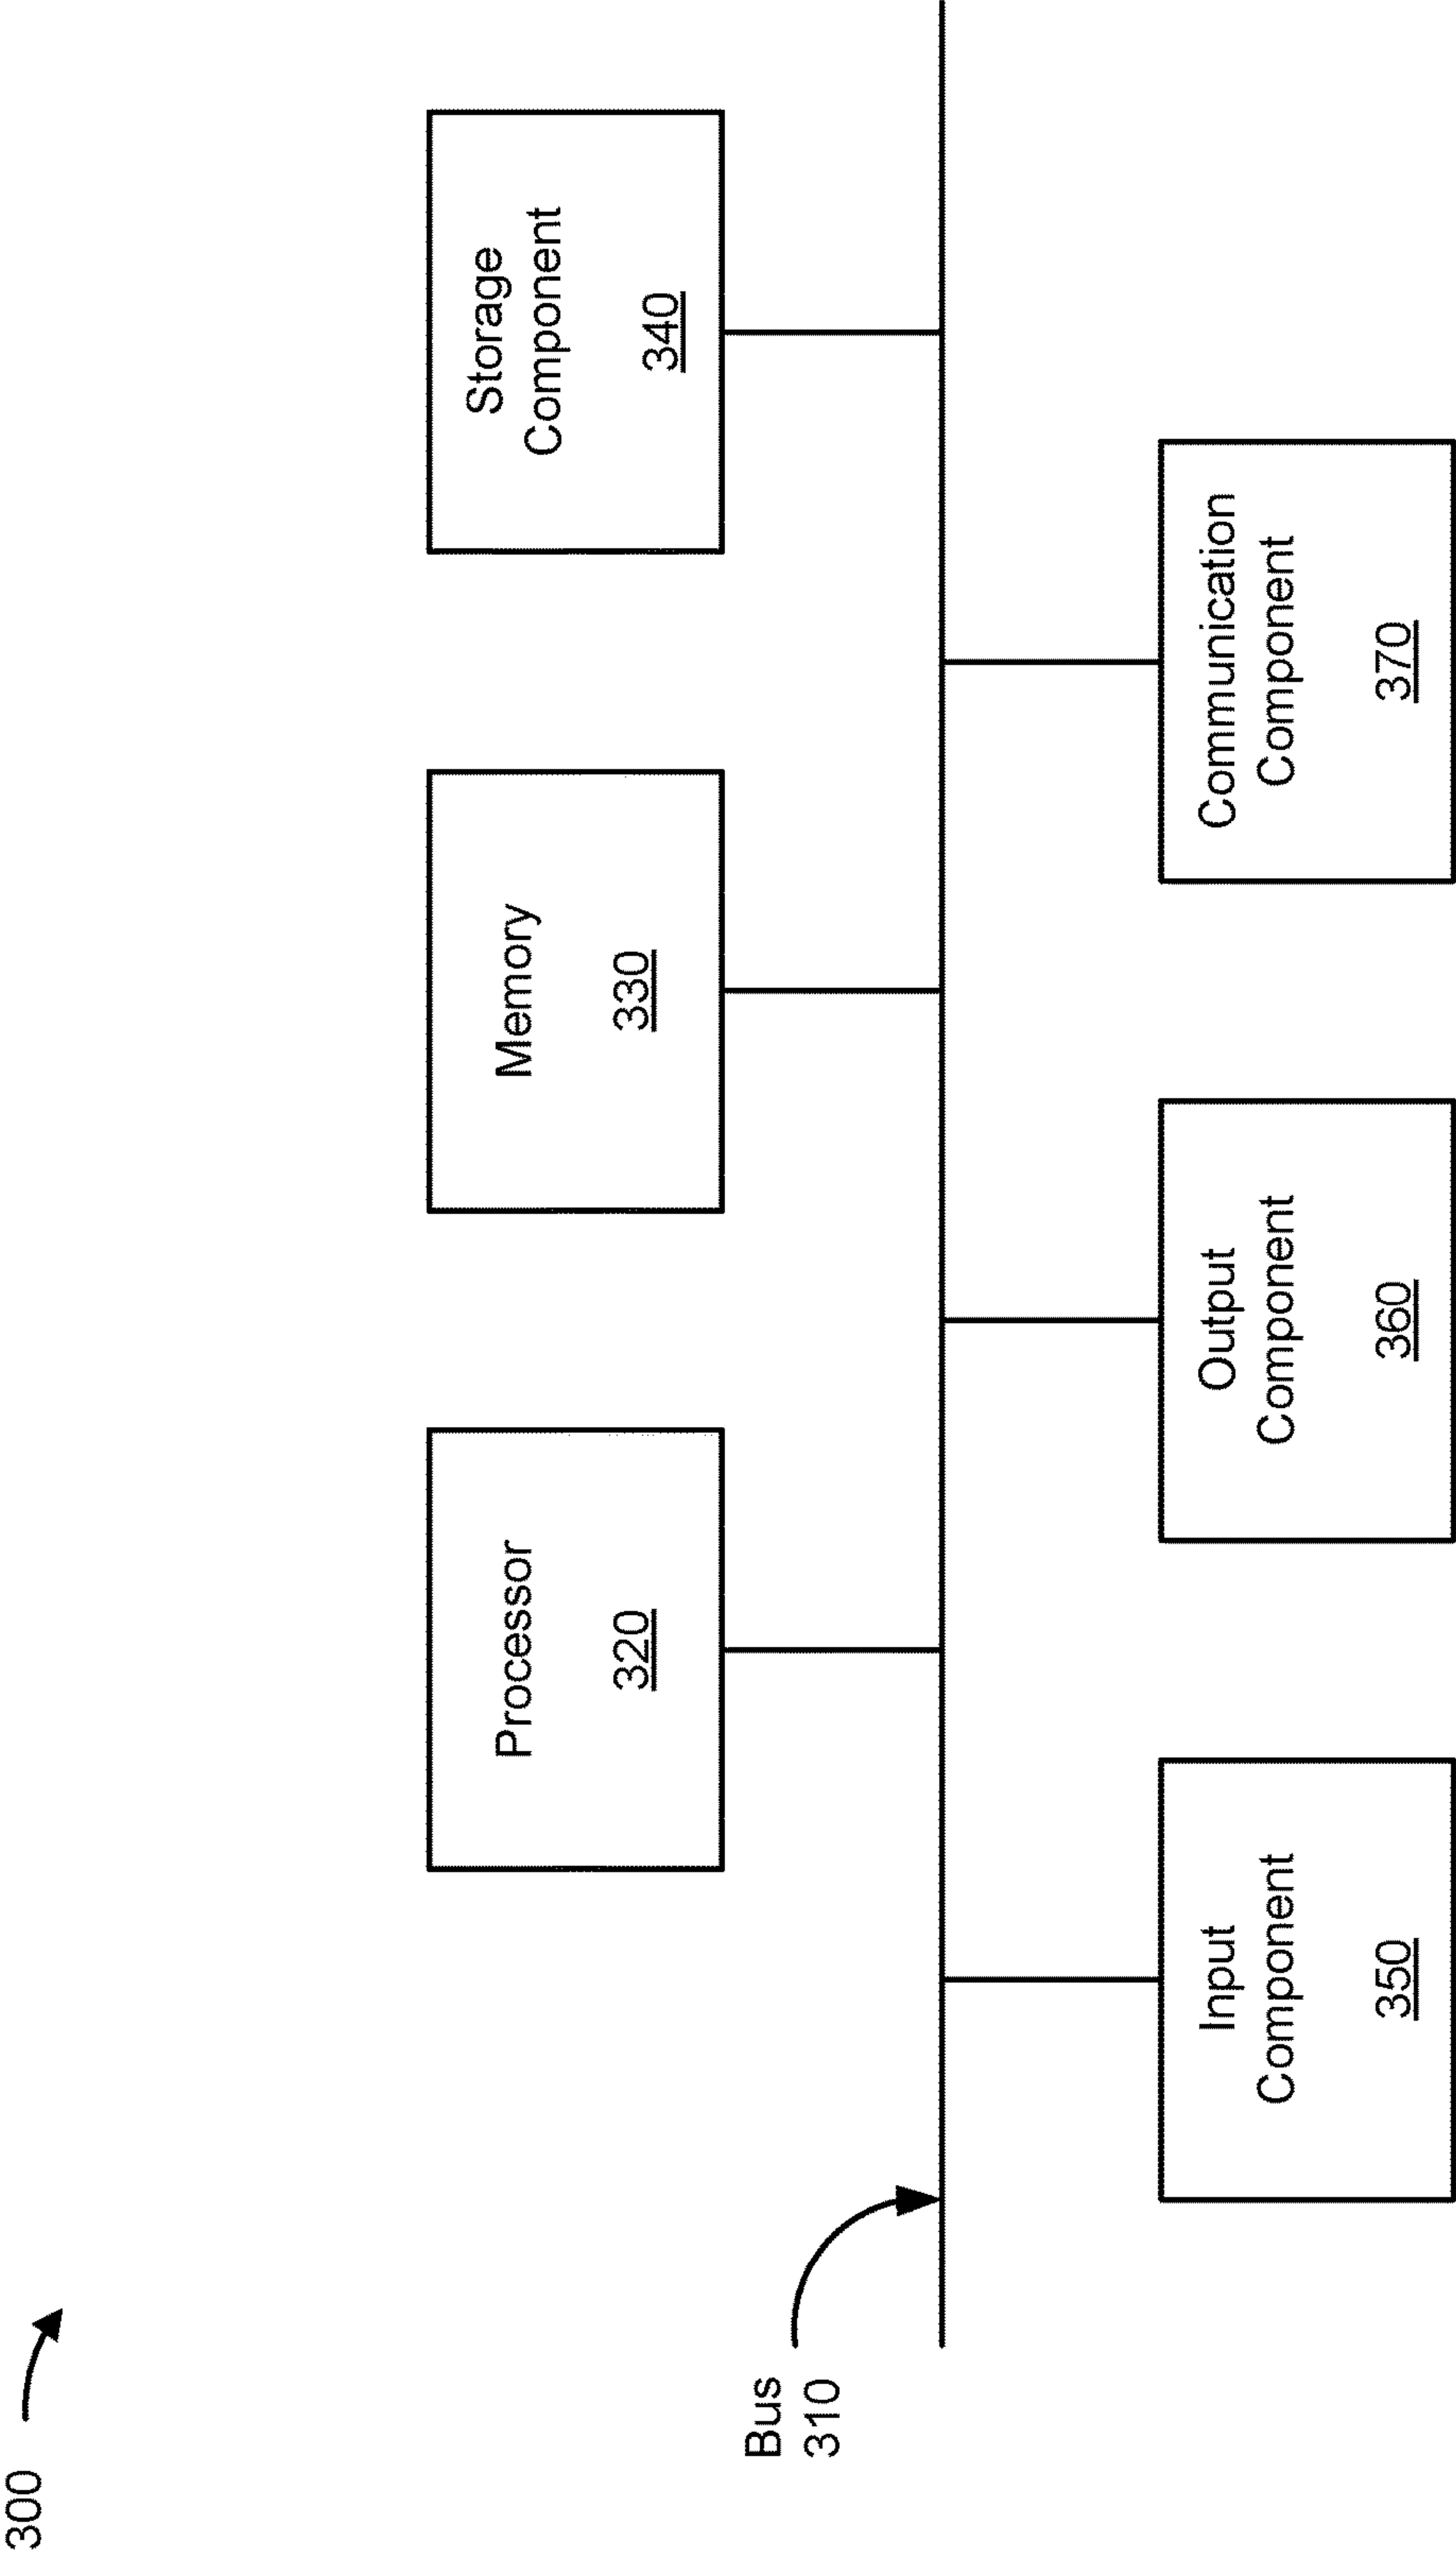 300
Bus
310
Processor
320
Memory
330
Storage
Component
340
Input
Component
350
Output
Component
360
Communication
Component
370